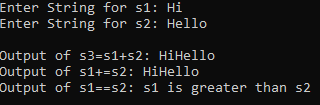 Enter String for s1: Hi
Enter String for s2: Hello
Output of s3=s1+s2: HiHello
Output of s1+=s2: HiHello
Output of s1==s2: s1 is greater than s2